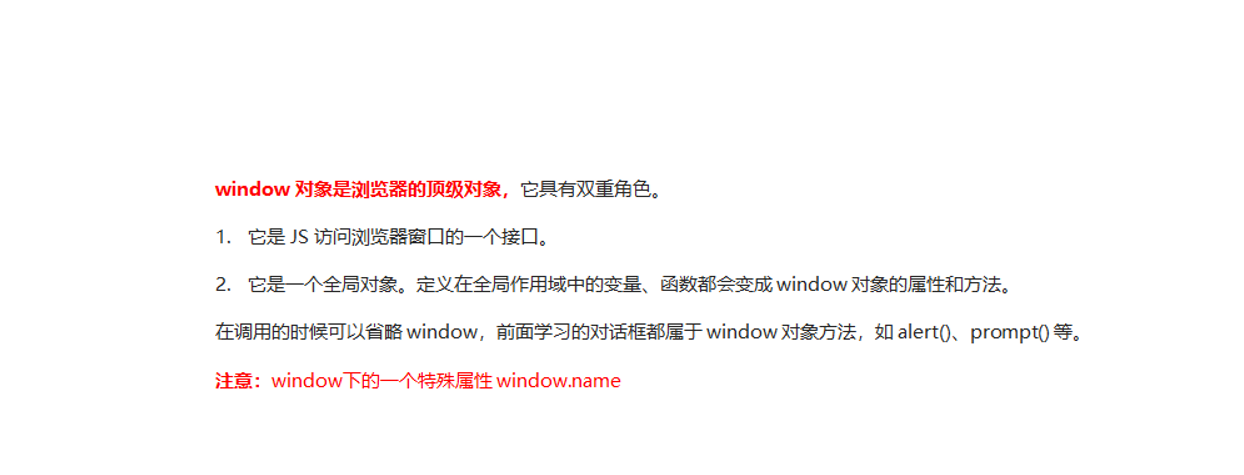 window 对象是浏览器的顶级对象，它具有双重角色。
1. 它是 JS 访问浏览器窗口的一个接口。
2. 它是一个全局对象。定义在全局作用域中的变量、函数都会变成 window 对象的属性和方法。
在调用的时候可以省略 window，前面学习的对话框都属于 window 对象方法，如 alert()、prompt() 等。
注意：window下的一个特殊属性 window.name